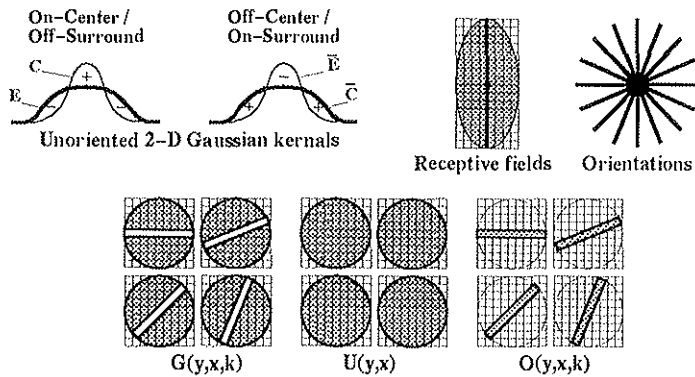 On-Center /
Off-Surround
C
+
E
−
−
Off-Center /
On-Surround
E̅
−
C̅
+
+
Unoriented 2-D Gaussian kernals
Receptive fields
Orientations
G(y,x,k)
U(y,x)
O(y,x,k)